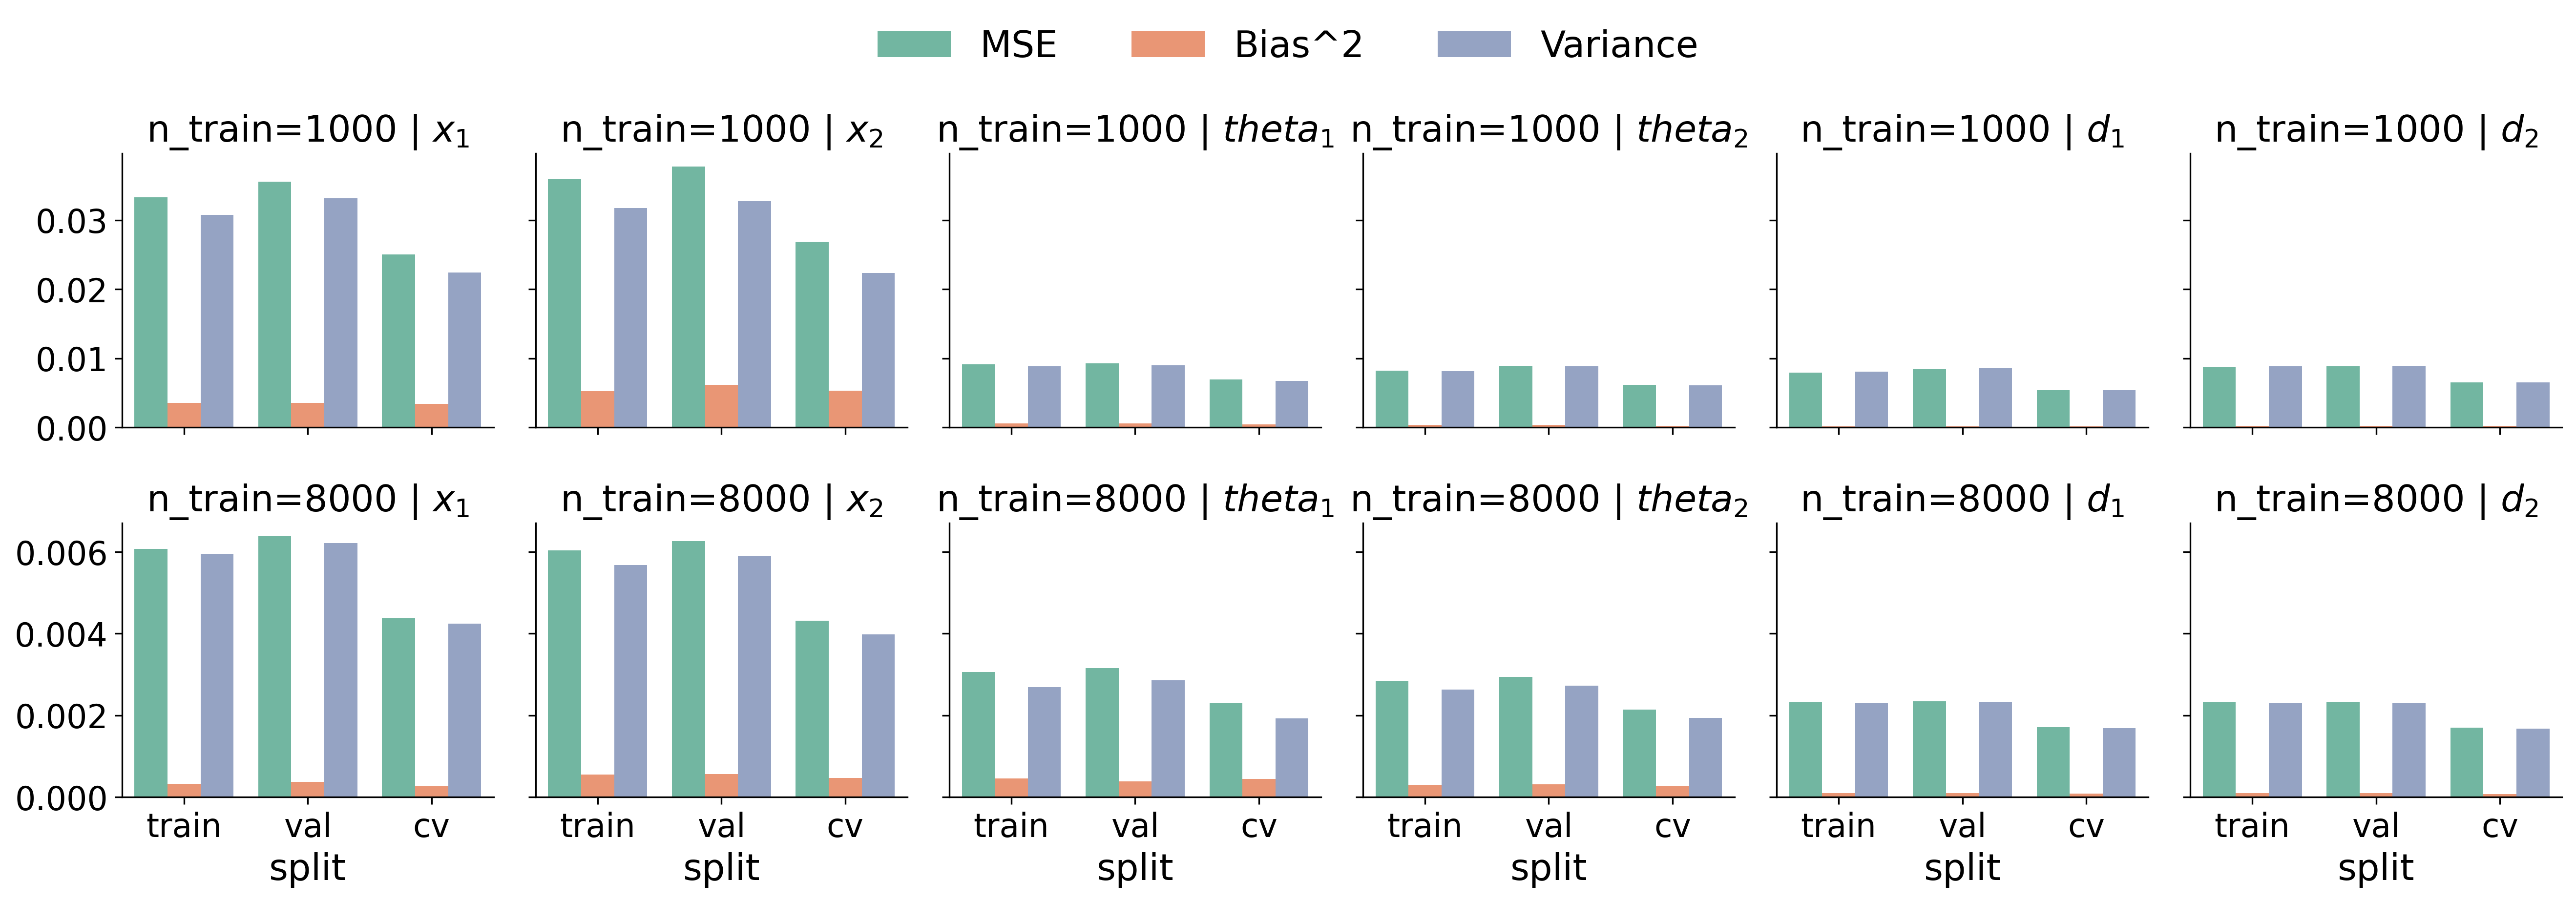 MSE Bias^2 Variance
n_train=1000 | x₁ n_train=1000 | x₂ n_train=1000 | theta₁ n_train=1000 | theta₂ n_train=1000 | d₁ n_train=1000 | d₂
0.03
0.02
0.01
0.00
n_train=8000 | x₁ n_train=8000 | x₂ n_train=8000 | theta₁ n_train=8000 | theta₂ n_train=8000 | d₁ n_train=8000 | d₂
0.006
0.004
0.002
0.000
train val cv train val cv train val cv train val cv train val cv train val cv
split split split split split split